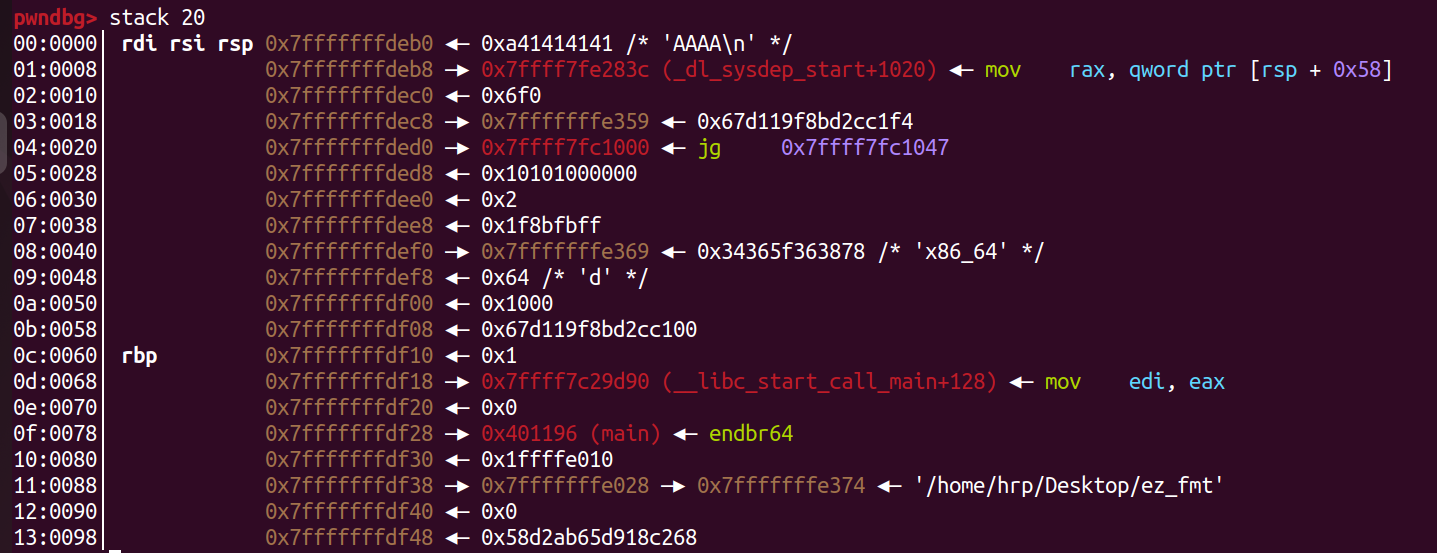 pwndbg> stack 20
00:0000│ rdi rsi rsp 0x7fffffffdeb0 ◂— 0xa41414141 /* 'AAAA\n' */
01:0008│ 0x7fffffffdeb8 —▸ 0x7ffff7fe283c (_dl_sysdep_start+1020) ◂— mov rax, qword ptr [rsp + 0x58]
02:0010│ 0x7fffffffdec0 ◂— 0x6f0
03:0018│ 0x7fffffffdec8 —▸ 0x7fffffffe359 ◂— 0x67d119f8bd2cc1f4
04:0020│ 0x7fffffffded0 —▸ 0x7ffff7fc1000 ◂— jg 0x7ffff7fc1047
05:0028│ 0x7fffffffded8 ◂— 0x10101000000
06:0030│ 0x7fffffffdee0 ◂— 0x2
07:0038│ 0x7fffffffdee8 ◂— 0x1f8bfbff
08:0040│ 0x7fffffffdef0 —▸ 0x7fffffffe369 ◂— 0x34365f363878 /* 'x86_64' */
09:0048│ 0x7fffffffdef8 ◂— 0x64 /* 'd' */
0a:0050│ 0x7fffffffdf00 ◂— 0x1000
0b:0058│ 0x7fffffffdf08 ◂— 0x67d119f8bd2cc100
0c:0060│ rbp 0x7fffffffdf10 ◂— 0x1
0d:0068│ 0x7fffffffdf18 —▸ 0x7ffff7c29d90 (__libc_start_call_main+128) ◂— mov edi, eax
0e:0070│ 0x7fffffffdf20 ◂— 0x0
0f:0078│ 0x7fffffffdf28 —▸ 0x401196 (main) ◂— endbr64
10:0080│ 0x7fffffffdf30 ◂— 0x1ffffe010
11:0088│ 0x7fffffffdf38 —▸ 0x7fffffffe028 —▸ 0x7fffffffe374 ◂— '/home/hrp/Desktop/ez_fmt'
12:0090│ 0x7fffffffdf40 ◂— 0x0
13:0098│ 0x7fffffffdf48 ◂— 0x58d2ab65d918c268